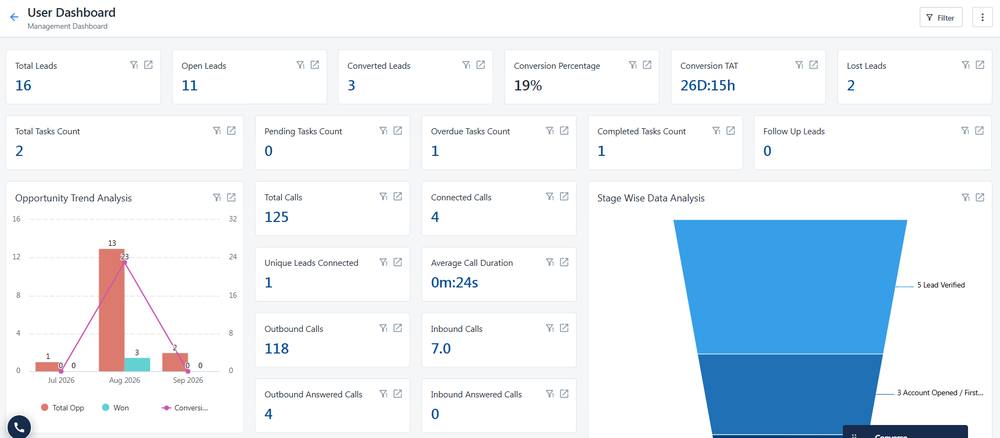 User Dashboard
Management Dashboard
Filter
Total Leads
16
Open Leads
11
Converted Leads
3
Conversion Percentage
19%
Conversion TAT
26D:15h
Lost Leads
2
Total Tasks Count
2
Pending Tasks Count
0
Overdue Tasks Count
1
Completed Tasks Count
1
Follow Up Leads
0
Opportunity Trend Analysis
16 32
12 24
8 16
4 8
0 0
13
23
1
0 0
3
2
0 0
Jul 2026 Aug 2026 Sep 2026
Total Opp Won Conversi...
Total Calls
125
Connected Calls
4
Unique Leads Connected
1
Average Call Duration
0m:24s
Outbound Calls
118
Inbound Calls
7.0
Outbound Answered Calls
4
Inbound Answered Calls
0
Stage Wise Data Analysis
5 Lead Verified
3 Account Opened / First...
Converse